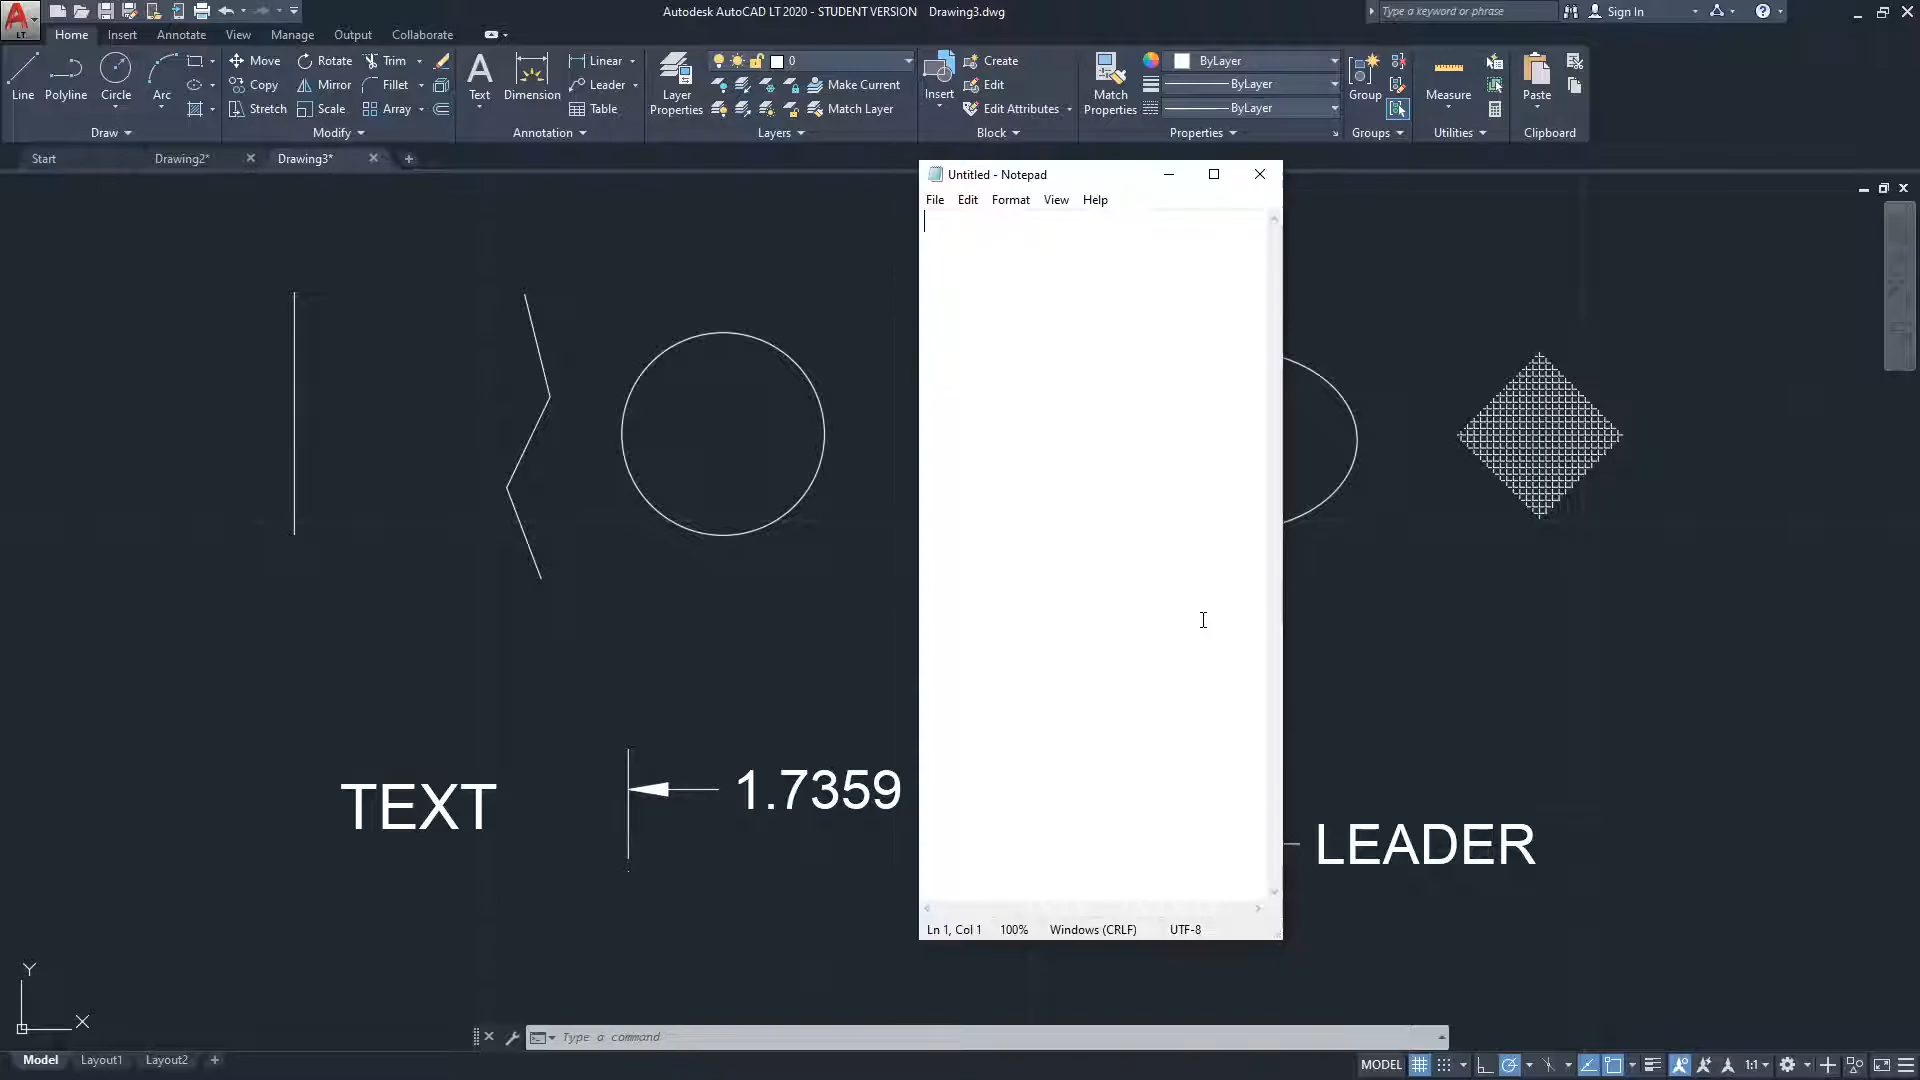 Autodesk AutoCAD LT 2020 - STUDENT VERSION Drawing3.dwg
Type a keyword or phrase
Sign In
LT
Home Insert Annotate View Manage Output Collaborate
Line
Polyline
Circle
Arc
Move
Rotate
Trim
Copy
Mirror
Fillet
Stretch
Scale
Array
Text
Dimension
Linear
Leader
Table
Layer
Properties
0
Make Current
Match Layer
Insert
Create
Edit
Edit Attributes
Match
Properties
ByLayer
ByLayer
ByLayer
Group
Measure
Paste
Draw
Modify
Annotation
Layers
Block
Properties
Groups
Utilities
Clipboard
Start
Drawing2*
Drawing3*
Untitled - Notepad
File Edit Format View Help
TEXT
1.7359
LEADER
Ln 1, Col 1 100% Windows (CRLF) UTF-8
Y
X
Type a command
Model Layout1 Layout2
MODEL
1:1